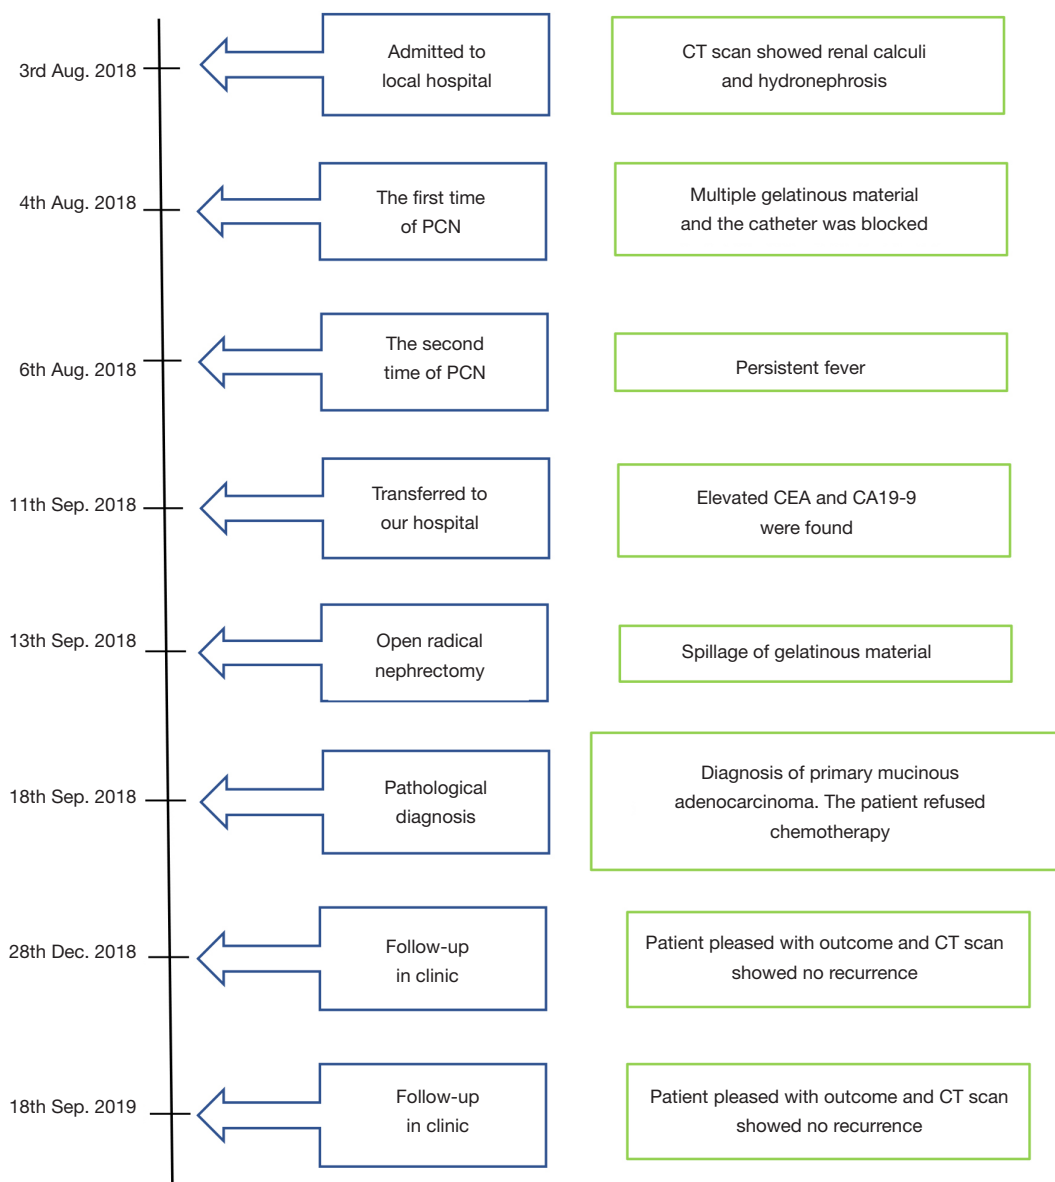 3rd Aug. 2018
Admitted to
local hospital
CT scan showed renal calculi
and hydronephrosis
4th Aug. 2018
The first time
of PCN
Multiple gelatinous material
and the catheter was blocked
6th Aug. 2018
The second
time of PCN
Persistent fever
11th Sep. 2018
Transferred to
our hospital
Elevated CEA and CA19-9
were found
13th Sep. 2018
Open radical
nephrectomy
Spillage of gelatinous material
18th Sep. 2018
Pathological
diagnosis
Diagnosis of primary mucinous
adenocarcinoma. The patient refused
chemotherapy
28th Dec. 2018
Follow-up
in clinic
Patient pleased with outcome and CT scan
showed no recurrence
18th Sep. 2019
Follow-up
in clinic
Patient pleased with outcome and CT scan
showed no recurrence